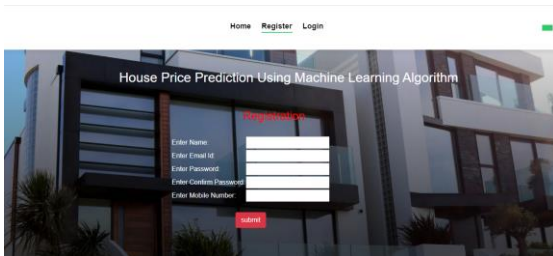 Home Register Login
House Price Prediction Using Machine Learning Algorithm
Registration
Enter Name:
Enter Email Id:
Enter Password
Enter Confirm Password:
Enter Mobile Number:
submit